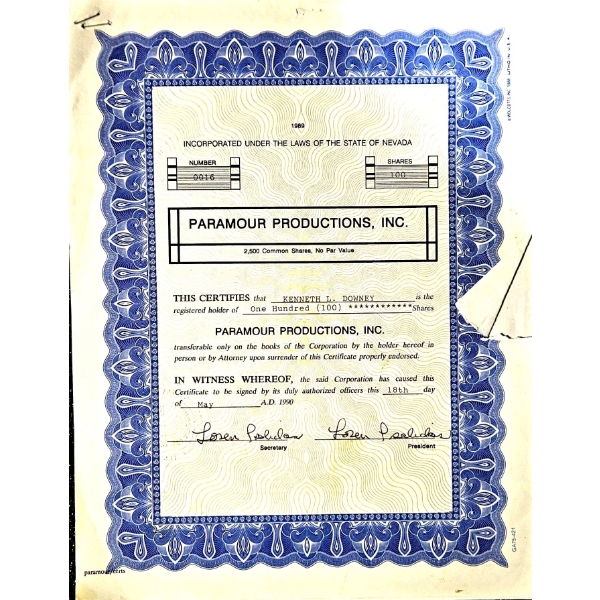 1989
INCORPORATED UNDER THE LAWS OF THE STATE OF NEVADA
NUMBER
0016
SHARES
100
PARAMOUR PRODUCTIONS, INC.
2,500 Common Shares, No Par Value
THIS CERTIFIES that KENNETH L. DOWNEY is the
registered holder of One Hundred (100) ************Shares
PARAMOUR PRODUCTIONS, INC.
transferable only on the books of the Corporation by the holder hereof in
person or by Attorney upon surrender of this Certificate properly endorsed.
IN WITNESS WHEREOF, the said Corporation has caused this
Certificate to be signed by its duly authorized officers this 18th day
of May A.D. 1990
Secretary
President
GA75-421